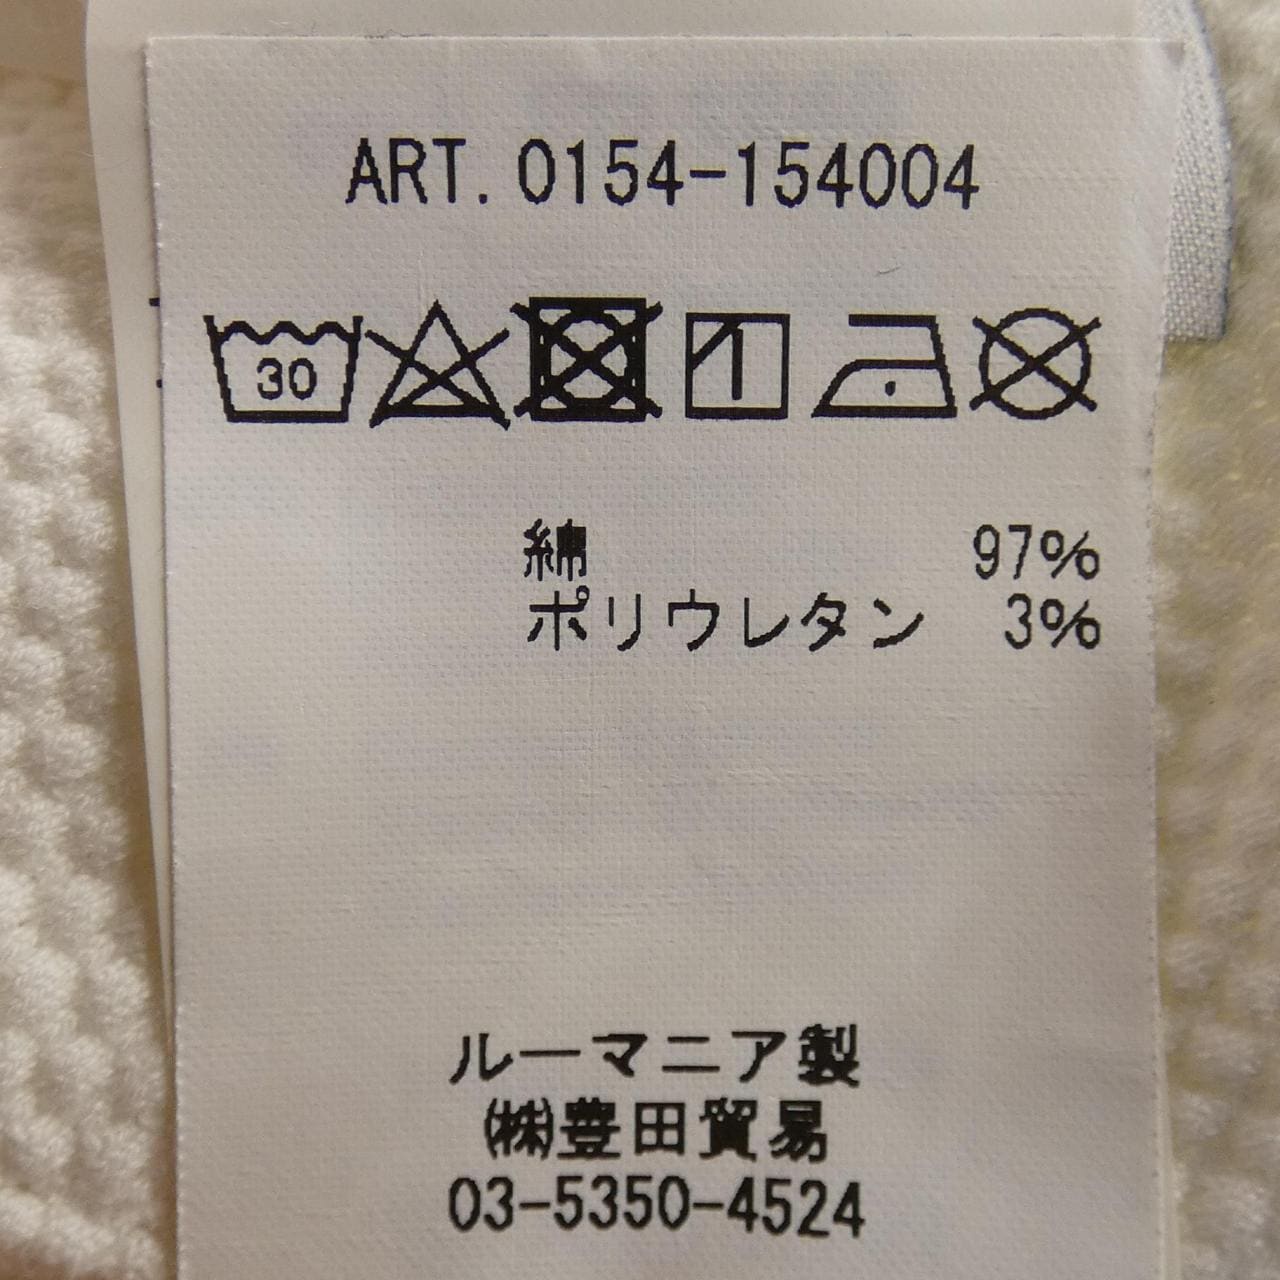 ART. 0154-154004
30
綿 97%
ポリウレタン 3%
ルーマニア製
㈱豊田貿易
03-5350-4524